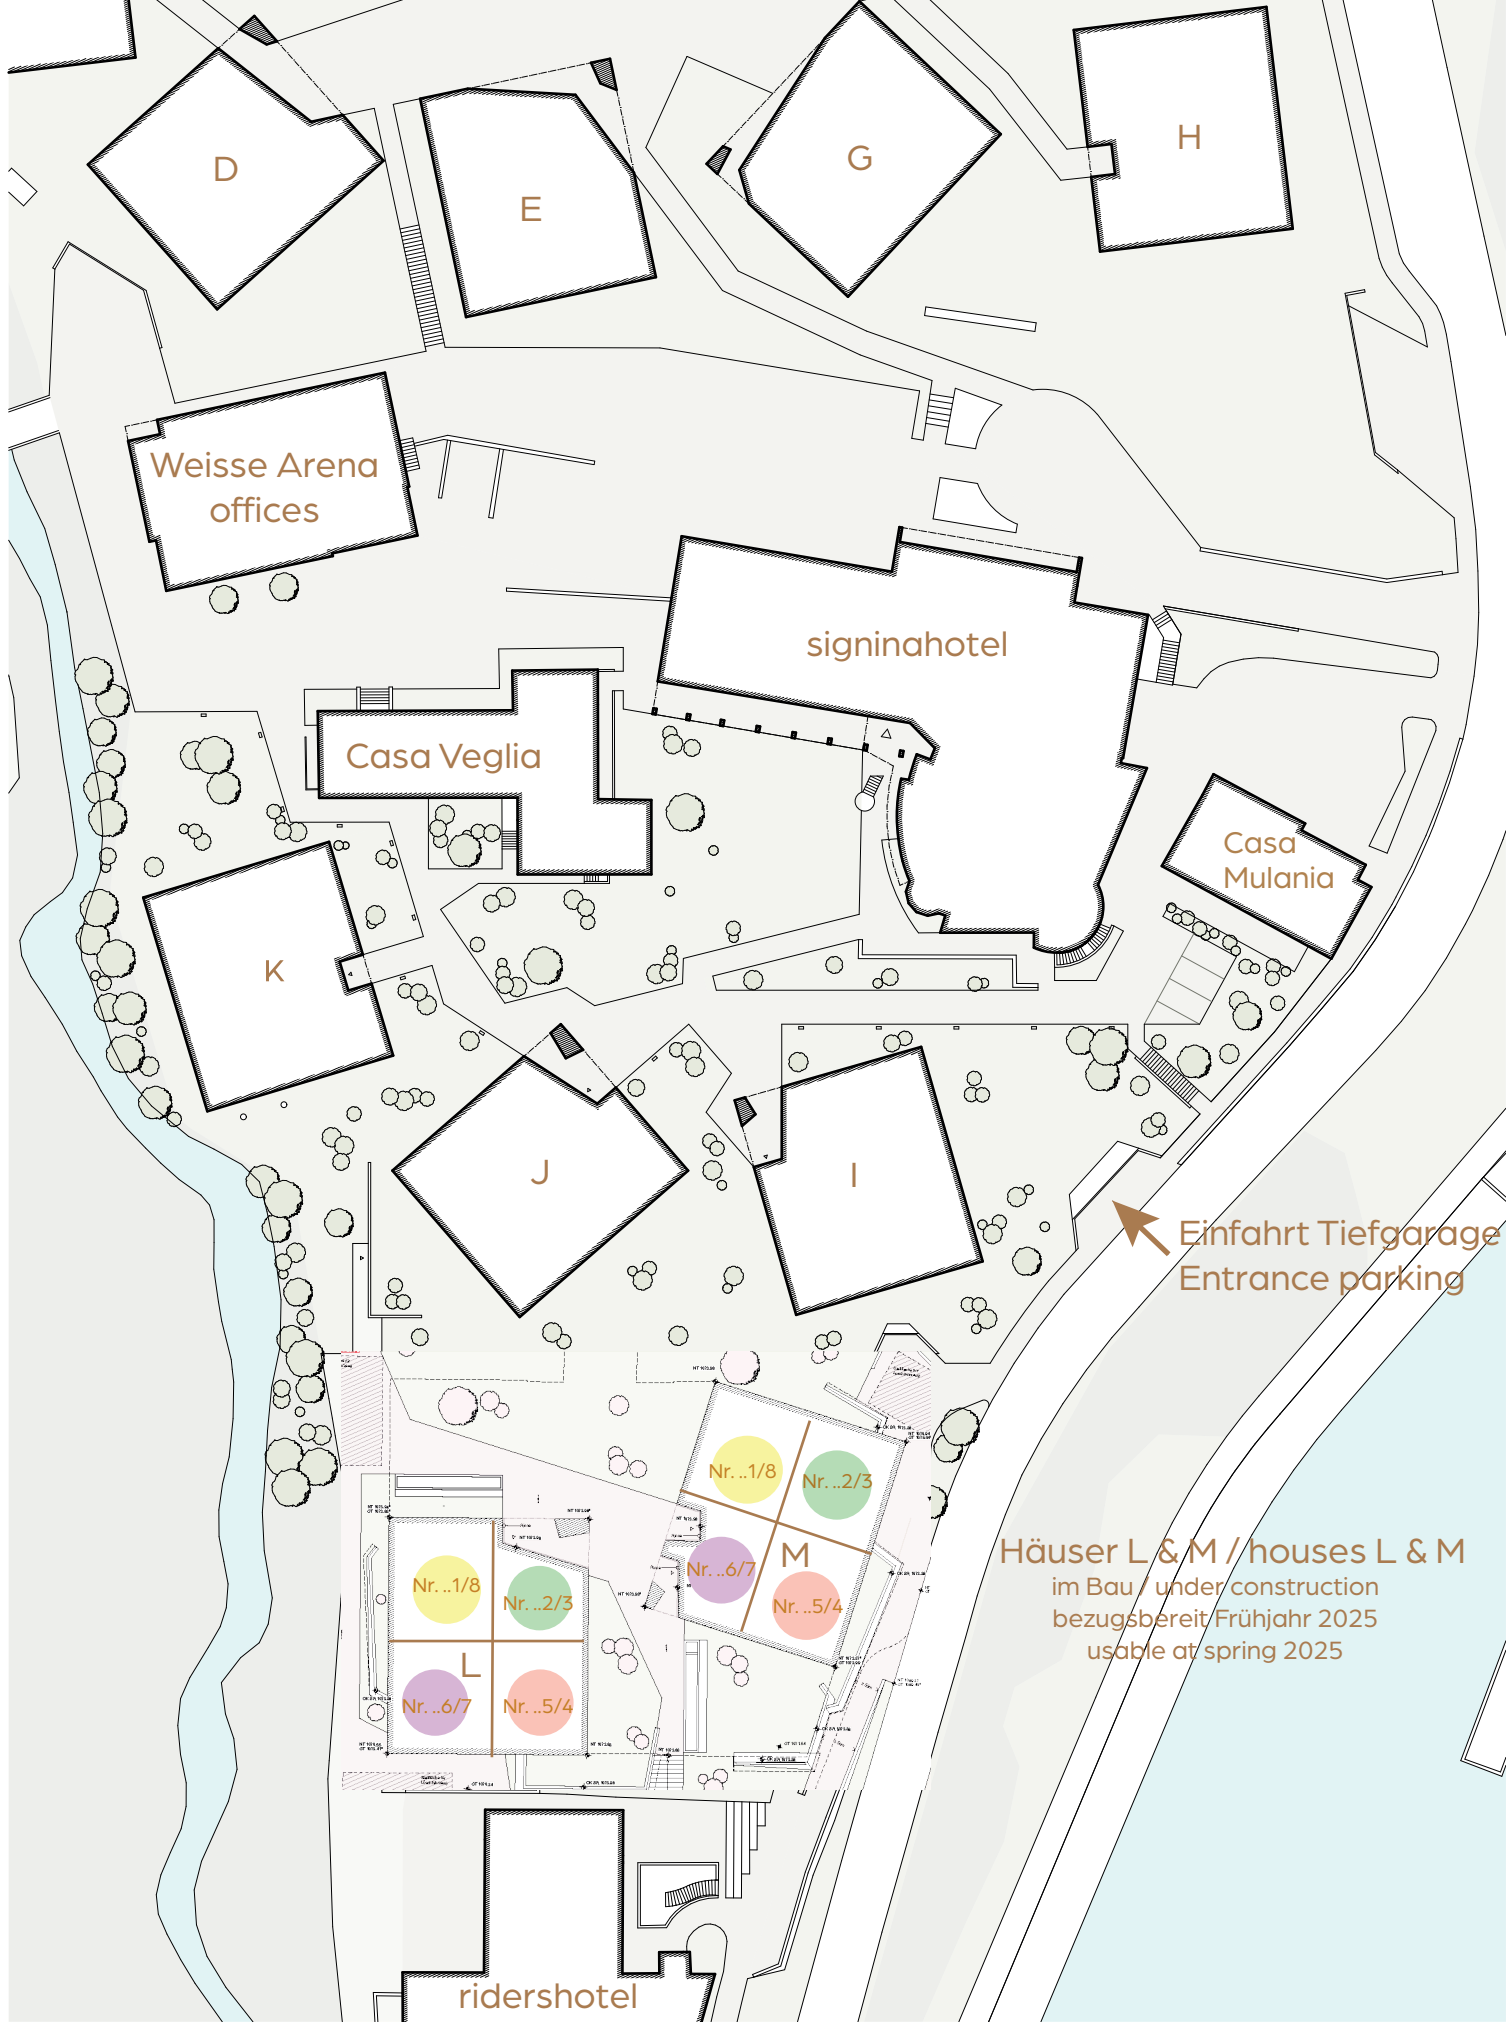 D
E
G
H
Weisse Arena
offices
signinahotel
Casa Veglia
Casa
Mulania
K
J
I
Einfahrt Tiefgarage
Entrance parking
Nr. ..1/8
Nr. ..2/3
Nr. ..6/7
M
Nr. ..5/4
Häuser L & M / houses L & M
im Bau / under construction
bezugsbereit Frühjahr 2025
usable at spring 2025
Nr. ..1/8
Nr. ..2/3
L
Nr. ..6/7
Nr. ..5/4
ridershotel